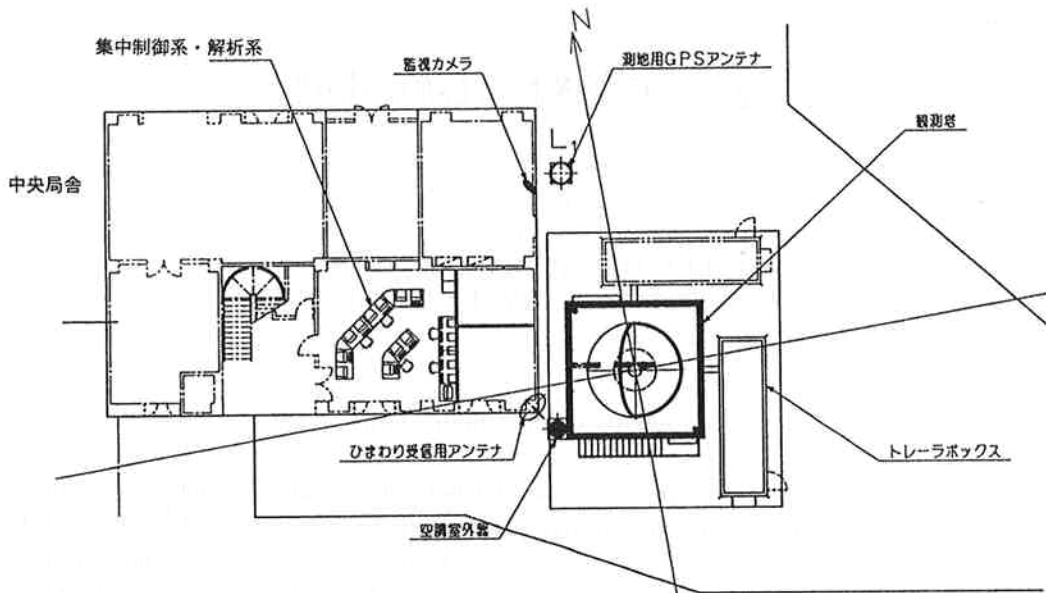 N
集中制御系・解析系
監視カメラ
測地用GPSアンテナ
観測塔
中央局舎
ひまわり受信用アンテナ
トレーラボックス
空調室外器